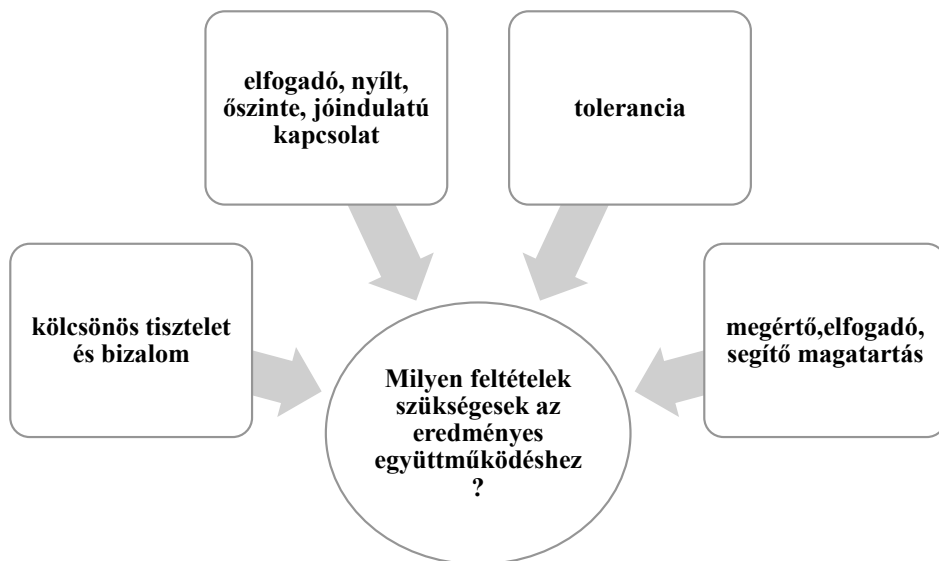 elfogadó, nyílt,
őszinte, jóindulatú
kapcsolat
tolerancia
kölcsönös tisztelet
és bizalom
megértő,elfogadó,
segítő magatartás
Milyen feltételek
szükségesek az
eredményes
együttműködéshez
?